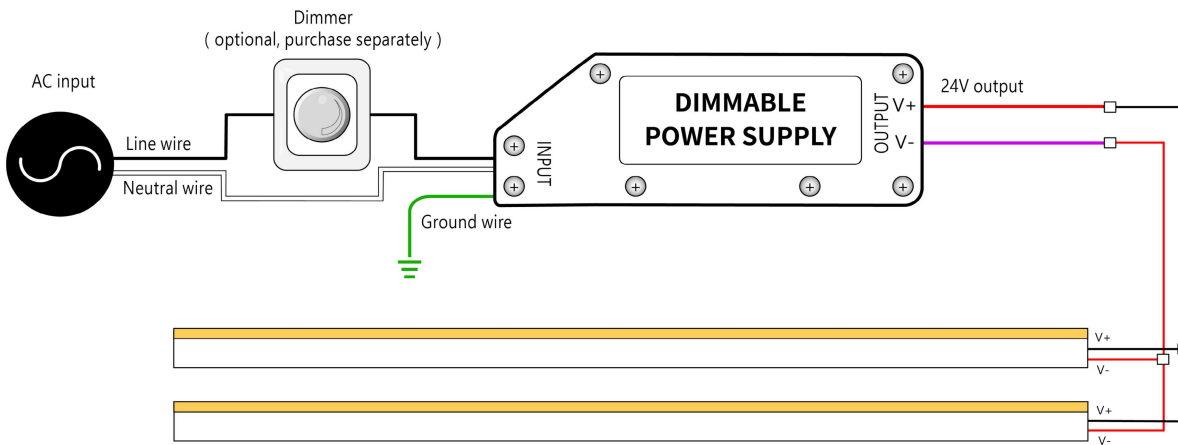 Dimmer
( optional, purchase separately )
AC input
Line wire
Neutral wire
Ground wire
INPUT
DIMMABLE
POWER SUPPLY
OUTPUT
V+
V-
24V output
V+
V-
V+
V-